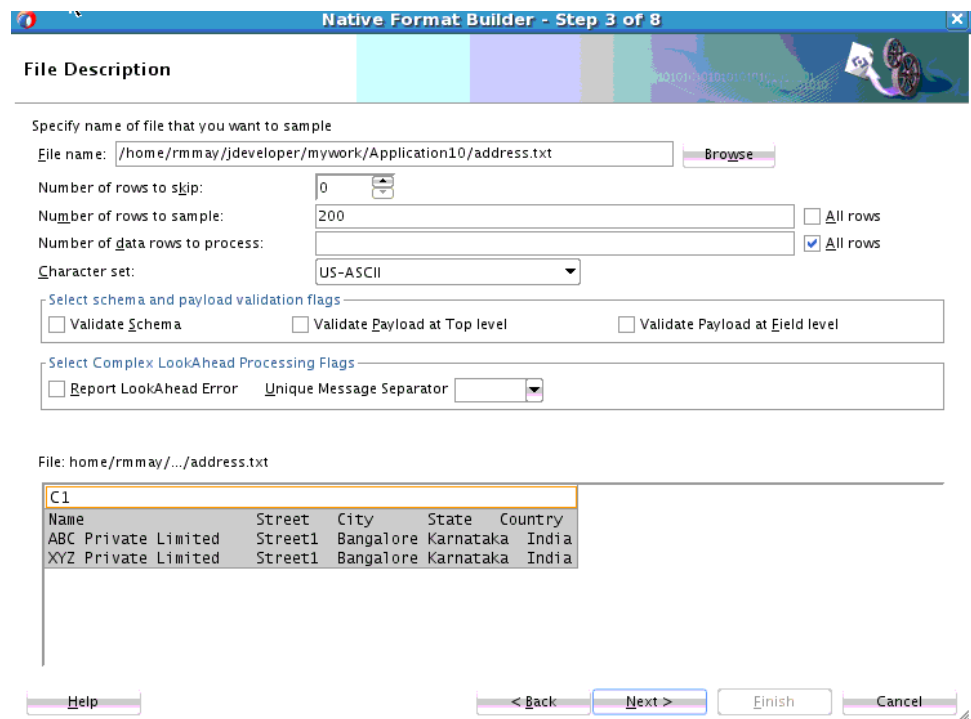 Native Format Builder - Step 3 of 8
File Description
Specify name of file that you want to sample
File name: /home/rmmay/jdeveloper/mywork/Application10/address.txt Browse
Number of rows to skip: 0
Number of rows to sample: 200 All rows
Number of data rows to process: All rows
Character set: US-ASCII
Select schema and payload validation flags
Validate Schema Validate Payload at Top level Validate Payload at Field level
Select Complex LookAhead Processing Flags
Report LookAhead Error Unique Message Separator
File: home/rmmay/.../address.txt
C1
Name Street City State Country
ABC Private Limited Street1 Bangalore Karnataka India
XYZ Private Limited Street1 Bangalore Karnataka India
Help < Back Next > Finish Cancel